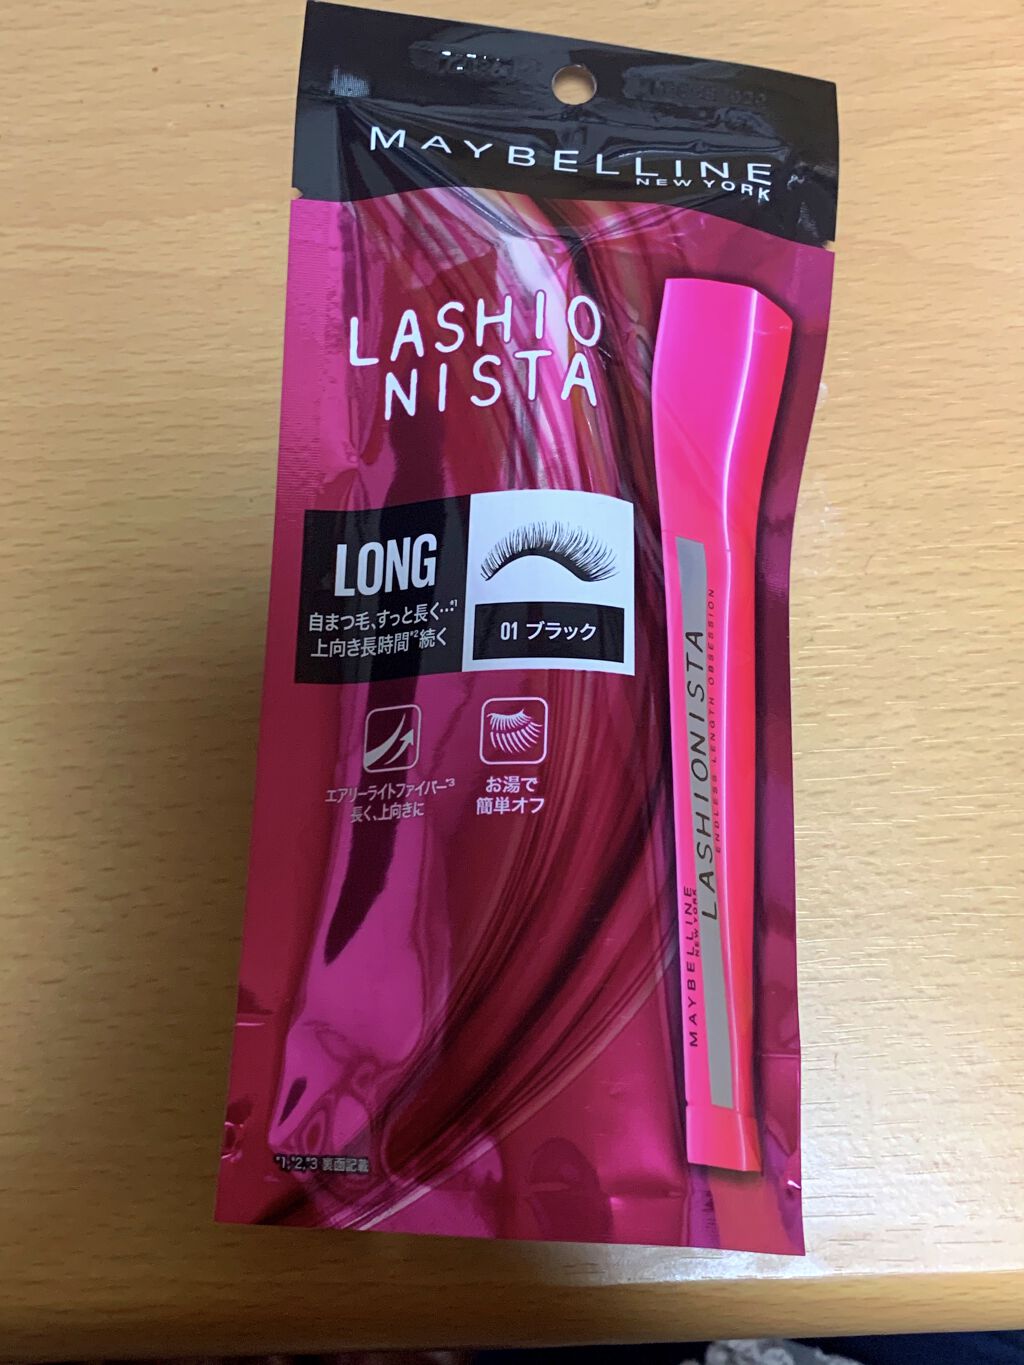 MAYBELLINE
NEW YORK
LASHIO
NISTA
LONG
自まつ毛、すっと長く…*1
上向き長時間*2続く
01 ブラック
エアリーライトファイバー*3
長く、上向きに
お湯で
簡単オフ
MAYBELLINE
NEW YORK
LASHIONISTA
ENDLESS LENGTH OBSESSION
*1,*2,*3 裏面記載